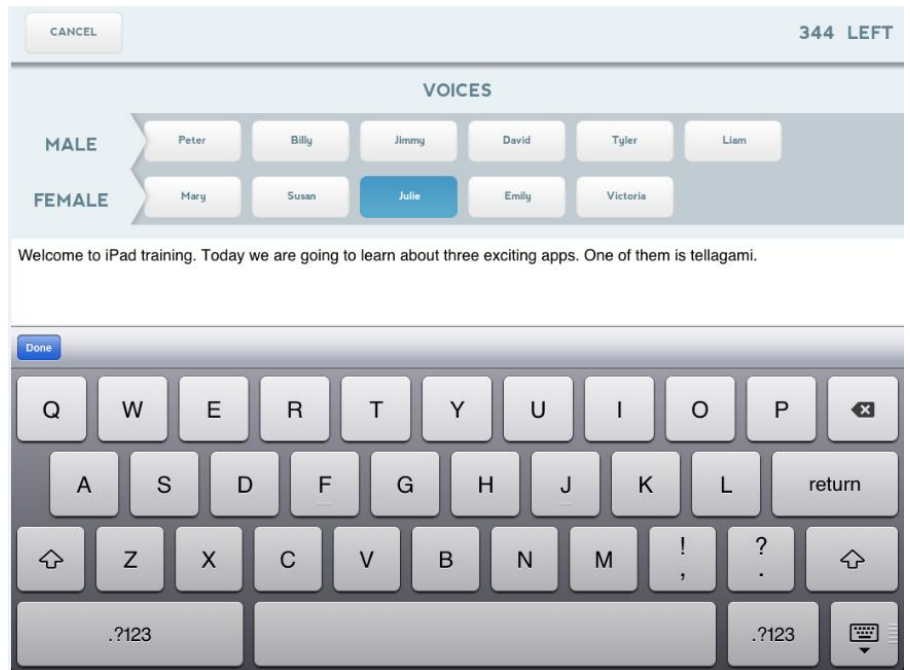 CANCEL 344 LEFT
VOICES
MALE Peter Billy Jimmy David Tyler Liam
FEMALE Mary Susan Julie Emily Victoria
Welcome to iPad training. Today we are going to learn about three exciting apps. One of them is tellagami.
Done
Q W E R T Y U I O P
A S D F G H J K L return
Z X C V B N M ! , ? .
.?123 .?123